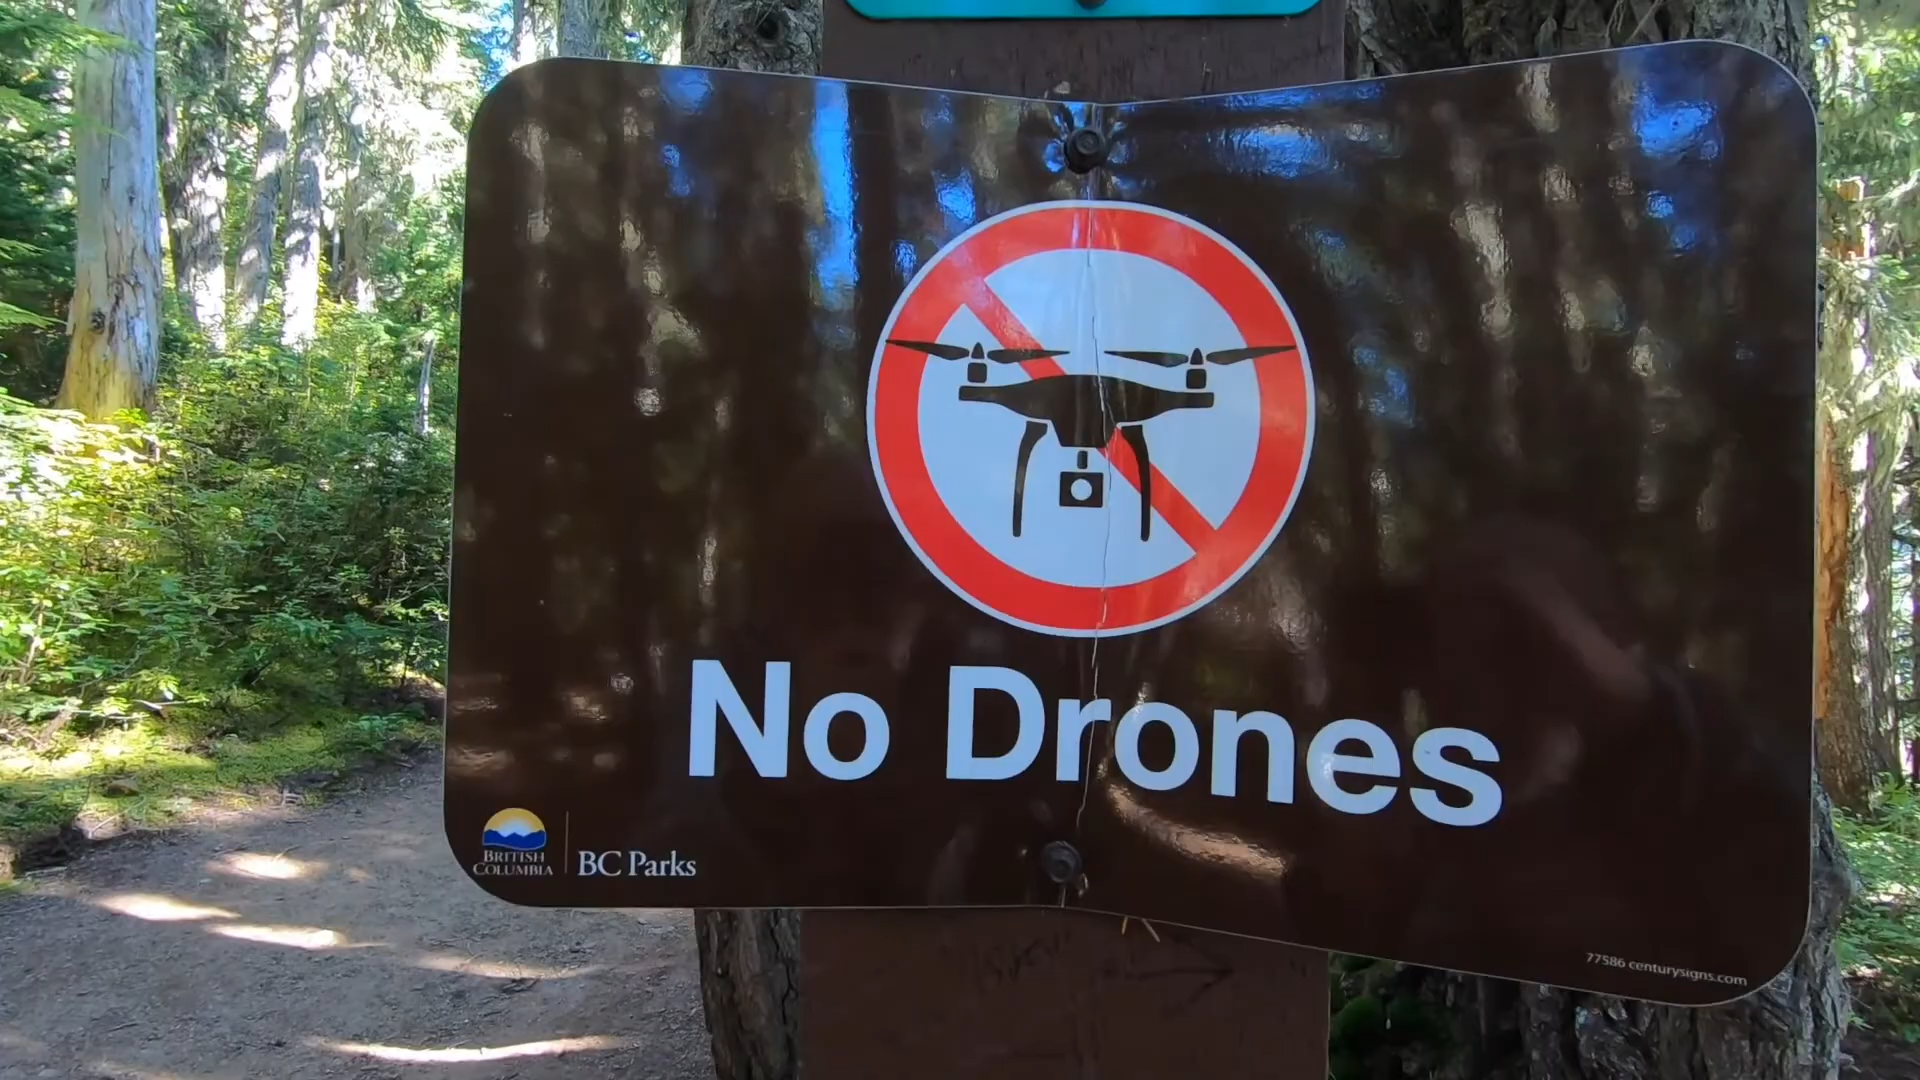 No Drones
BRITISH
COLUMBIA
BC Parks
77586 centurysigns.com